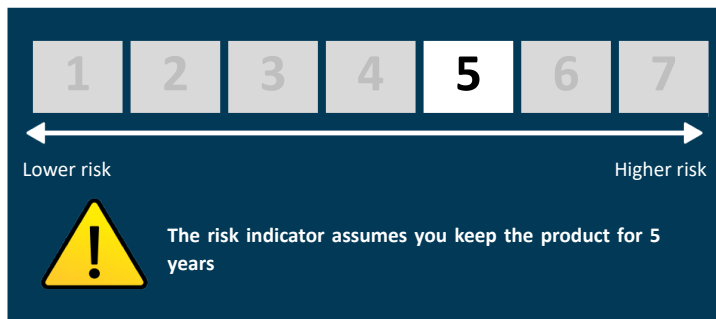 1 2 3 4 5 6 7
Lower risk Higher risk
!
The risk indicator assumes you keep the product for 5
years